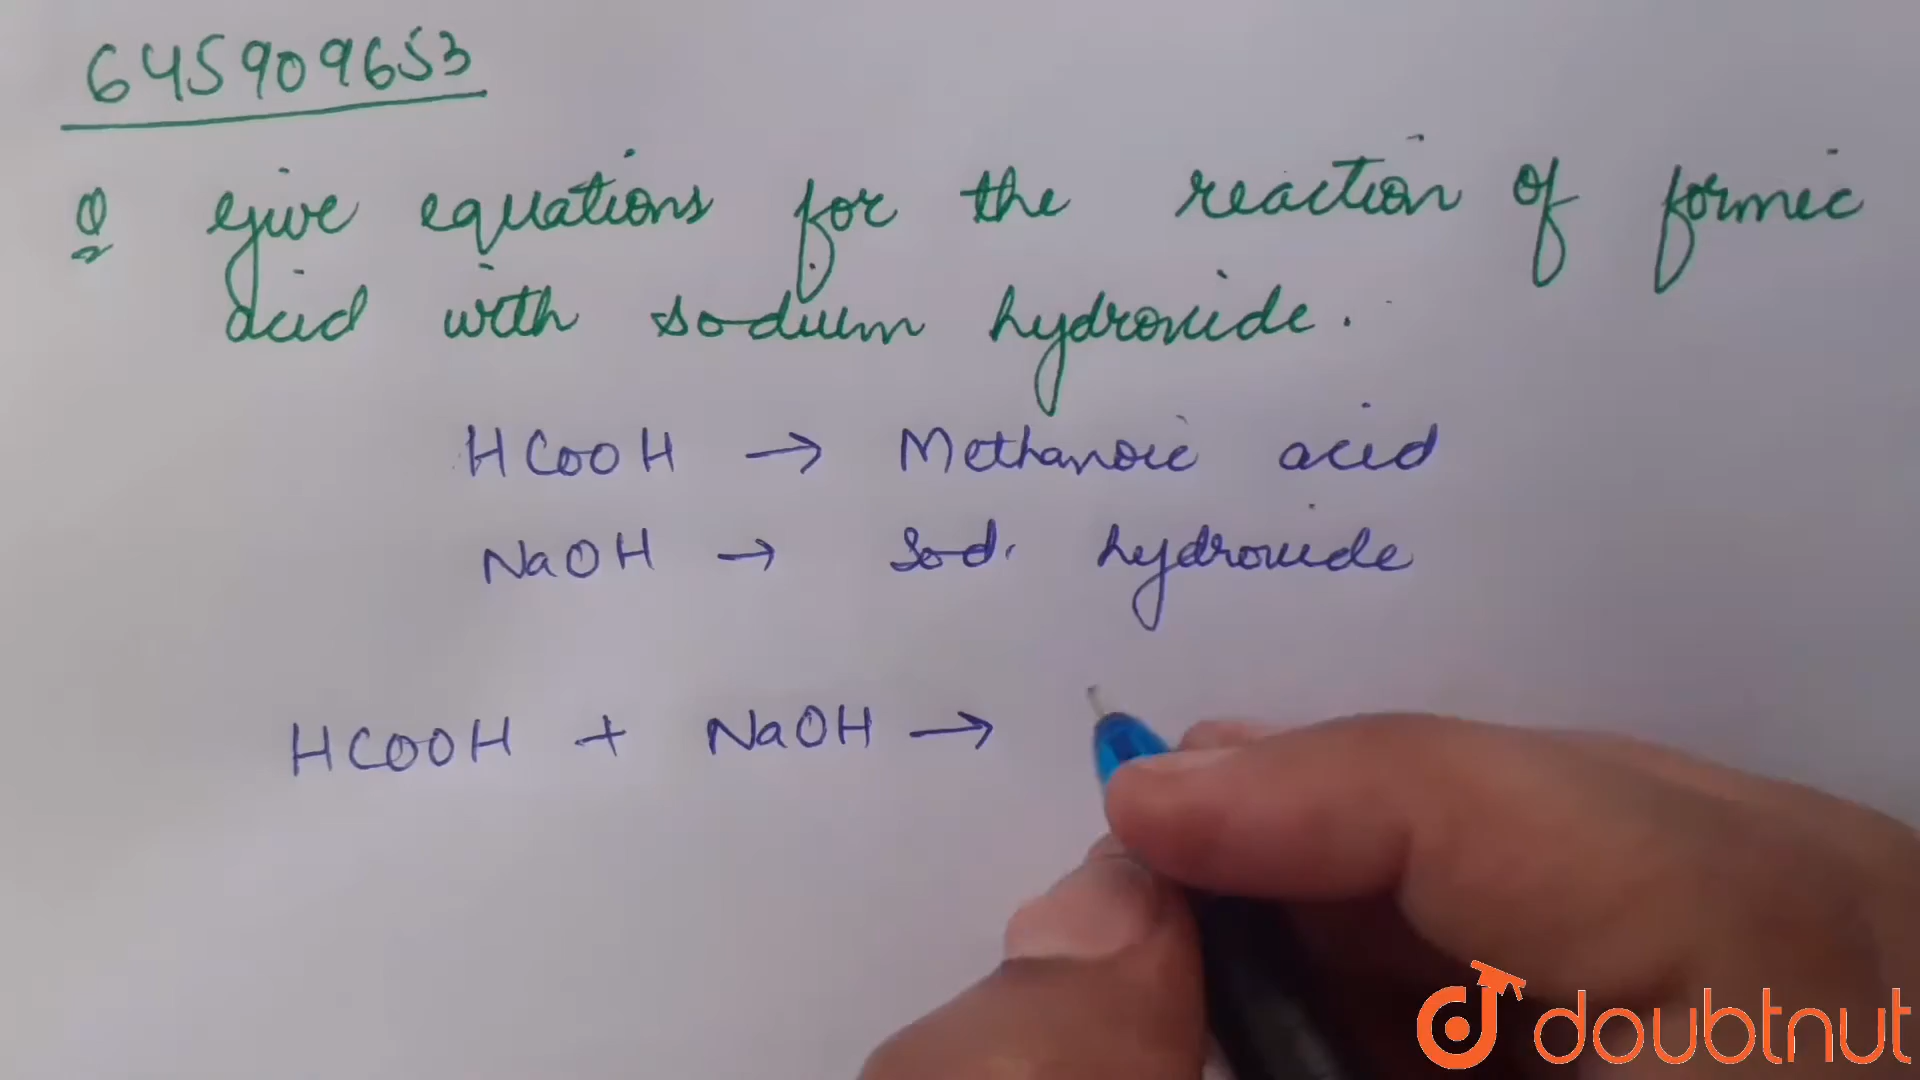 645909653
Q Give equations for the reaction of formic
acid with sodium hydroxide.
HCOOH → Methanoic acid
NaOH → Sod. hydroxide
HCOOH + NaOH →
doubtnut